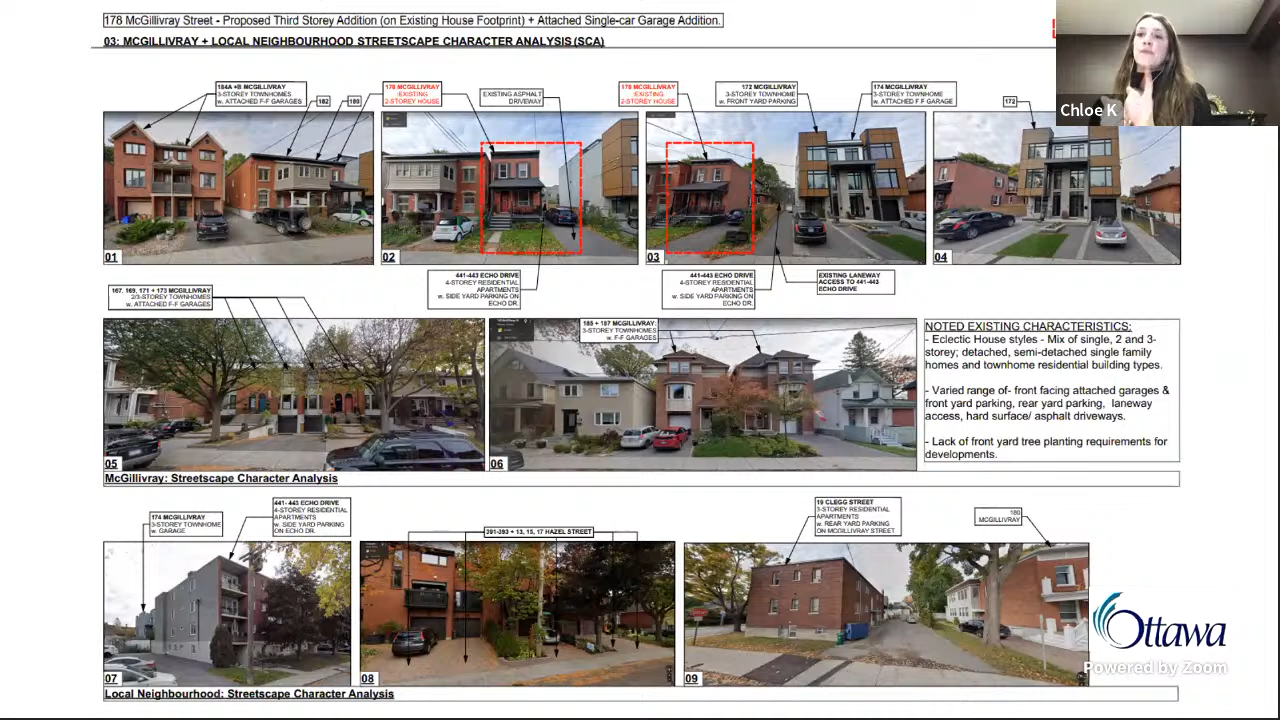 178 McGillivray Street - Proposed Third Storey Addition (on Existing House Footprint) + Attached Single-car Garage Addition.
03: MCGILLIVRAY + LOCAL NEIGHBOURHOOD STREETSCAPE CHARACTER ANALYSIS (SCA)
Chloe K
184A +B MCGILLIVRAY
3-STOREY TOWNHOMES
w. ATTACHED F-F GARAGES
182
180
178 MCGILLIVRAY
EXISTING
2-STOREY HOUSE
EXISTING ASPHALT
DRIVEWAY
178 MCGILLIVRAY
EXISTING
2-STOREY HOUSE
172 MCGILLIVRAY
3-STOREY TOWNHOME
w. FRONT YARD PARKING
174 MCGILLIVRAY
3-STOREY TOWNHOME
w. ATTACHED F.F GARAGE
172
01
02
03
04
441-443 ECHO DRIVE
4-STOREY RESIDENTIAL
APARTMENTS
w. SIDE YARD PARKING ON
ECHO DR.
441-443 ECHO DRIVE
4-STOREY RESIDENTIAL
APARTMENTS
w. SIDE YARD PARKING ON
ECHO DR.
EXISTING LANEWAY
ACCESS TO 441-443
ECHO DRIVE
167. 169, 171 + 173 MCGILLIVRAY
2/3-STOREY TOWNHOMES
w. ATTACHED F-F GARAGES
185 + 187 MCGILLIVRAY:
3-STOREY TOWNHOMES
w. F-F GARAGES
05
06
NOTED EXISTING CHARACTERISTICS:
- Eclectic House styles - Mix of single, 2 and 3-
storey; detached, semi-detached single family
homes and townhome residential building types.
- Varied range of- front facing attached garages &
front yard parking, rear yard parking, laneway
access, hard surface/ asphalt driveways.
- Lack of front yard tree planting requirements for
developments.
McGillivray: Streetscape Character Analysis
174 MCGILLIVRAY
3-STOREY TOWNHOME
w. GARAGE
441- 443 ECHO DRIVE
4-STOREY RESIDENTIAL
APARTMENTS
w. SIDE YARD PARKING
ON ECHO DR.
391-393 + 13, 15, 17 HAZEL STREET
19 CLEGG STREET
3-STOREY RESIDENTIAL
APARTMENTS
w. REAR YARD PARKING
ON MCGILLIVRAY STREET.
180
MCGILLIVRAY
07
08
09
Local Neighbourhood: Streetscape Character Analysis
Ottawa
Powered by Zoom